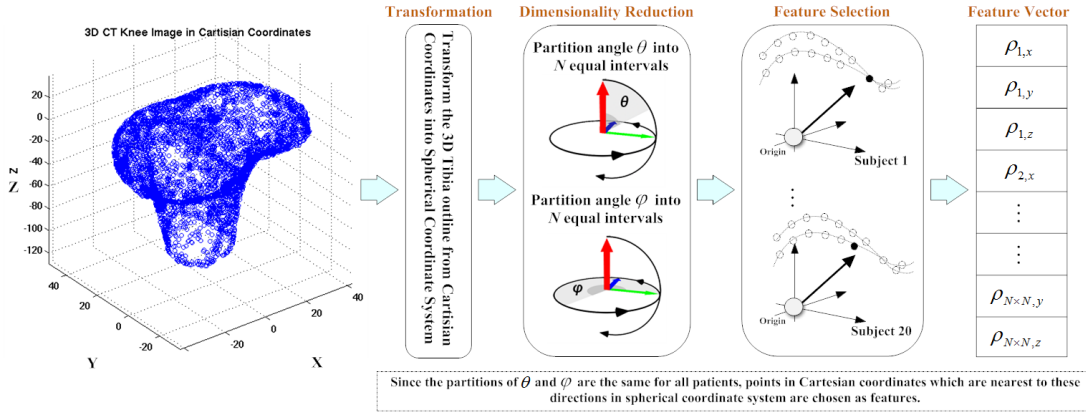 Transformation
Dimensionality Reduction
Feature Selection
Feature Vector
3D CT Knee Image in Cartisian Coordinates
20
0
-20
-40
-60
-80
-100
-120
Z
Z
40
20
0
-20
Y
-20
0
20
40
X
Transform the 3D Tibia outline from Cartesian
Coordinates into Spherical Coordinate System
Partition angle θ into
N equal intervals
θ
Partition angle φ into
N equal intervals
φ
Origin
Subject 1
⋮
Origin
Subject 20
ρ1,x
ρ1,y
ρ1,z
ρ2,x
⋮
⋮
ρN×N,y
ρN×N,z
Since the partitions of θ and φ are the same for all patients, points in Cartesian coordinates which are nearest to these
directions in spherical coordinate system are chosen as features.